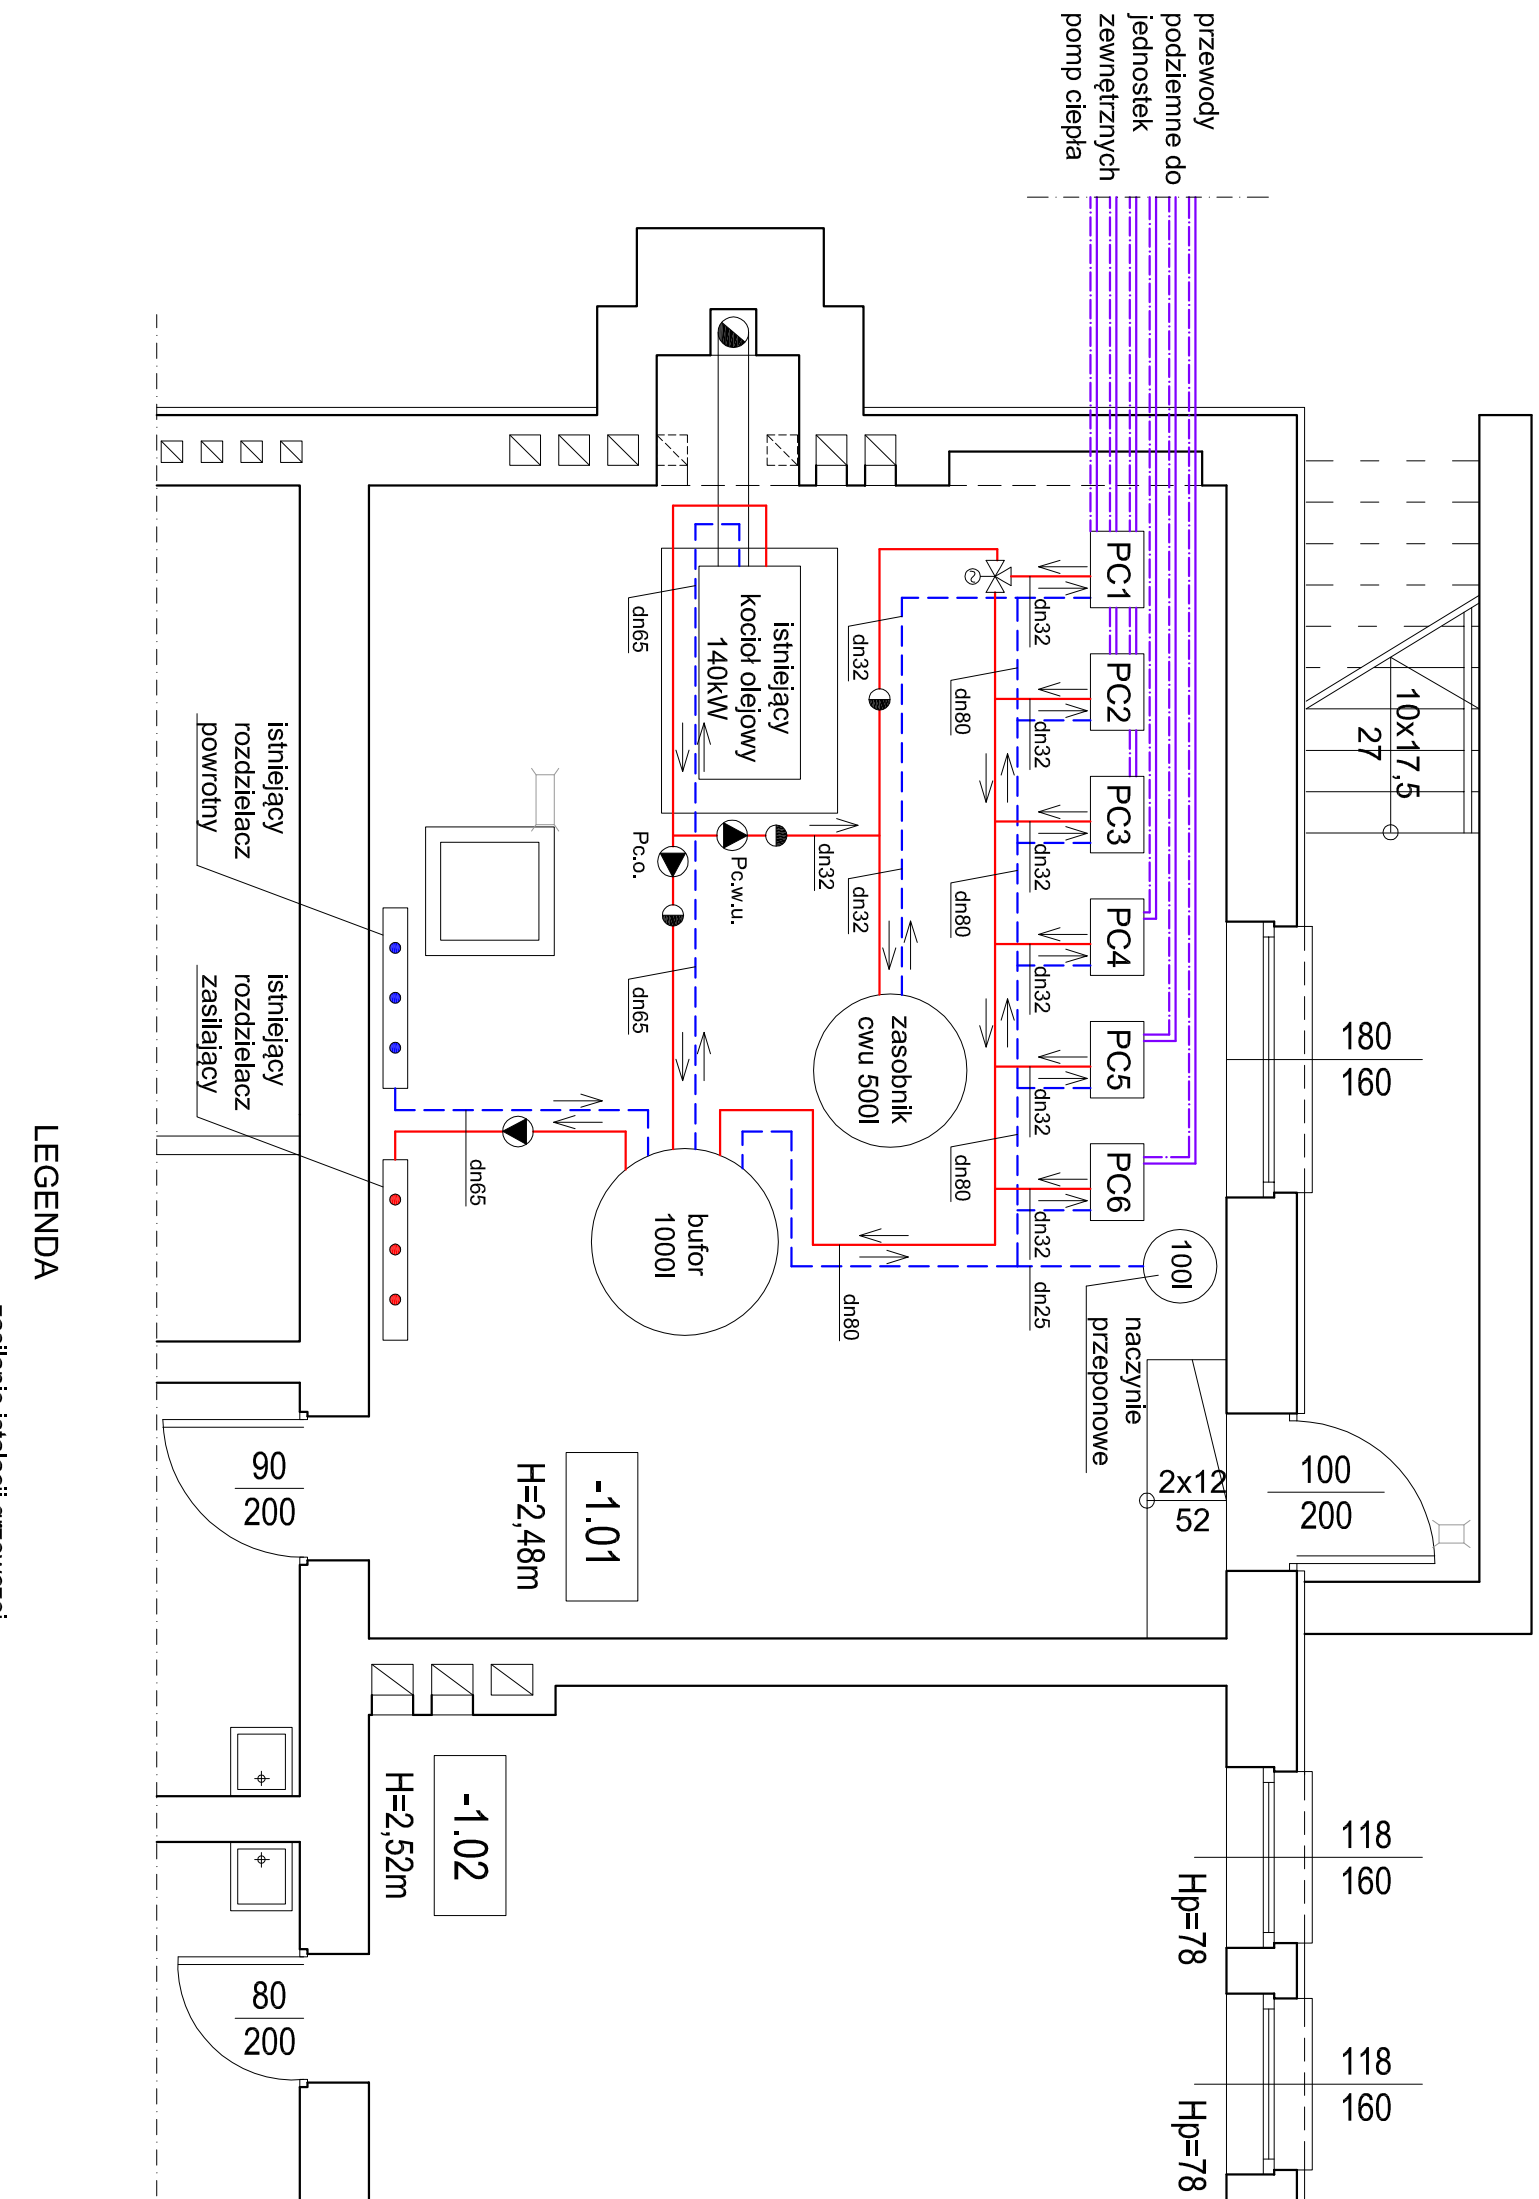 przewody
podziemne do
jednostek
zewnętrznych
pomp ciepła
10x17,5
27
PC1
PC2
PC3
PC4
PC5
PC6
dn32
dn32
dn32
dn32
dn32
dn32
dn25
dn80
dn80
dn80
dn80
dn32
dn32
dn32
istniejący
kocioł olejowy
140kW
dn65
dn65
dn65
Pc.w.u.
Pc.o.
zasobnik
cwu 500l
bufor
1000l
100l
naczynie
przeponowe
istniejący
rozdzielacz
powrotny
istniejący
rozdzielacz
zasilający
180
160
100
200
2x12
52
90
200
-1.01
H=2,48m
-1.02
H=2,52m
118
160
Hp=78
118
160
Hp=78
80
200
LEGENDA